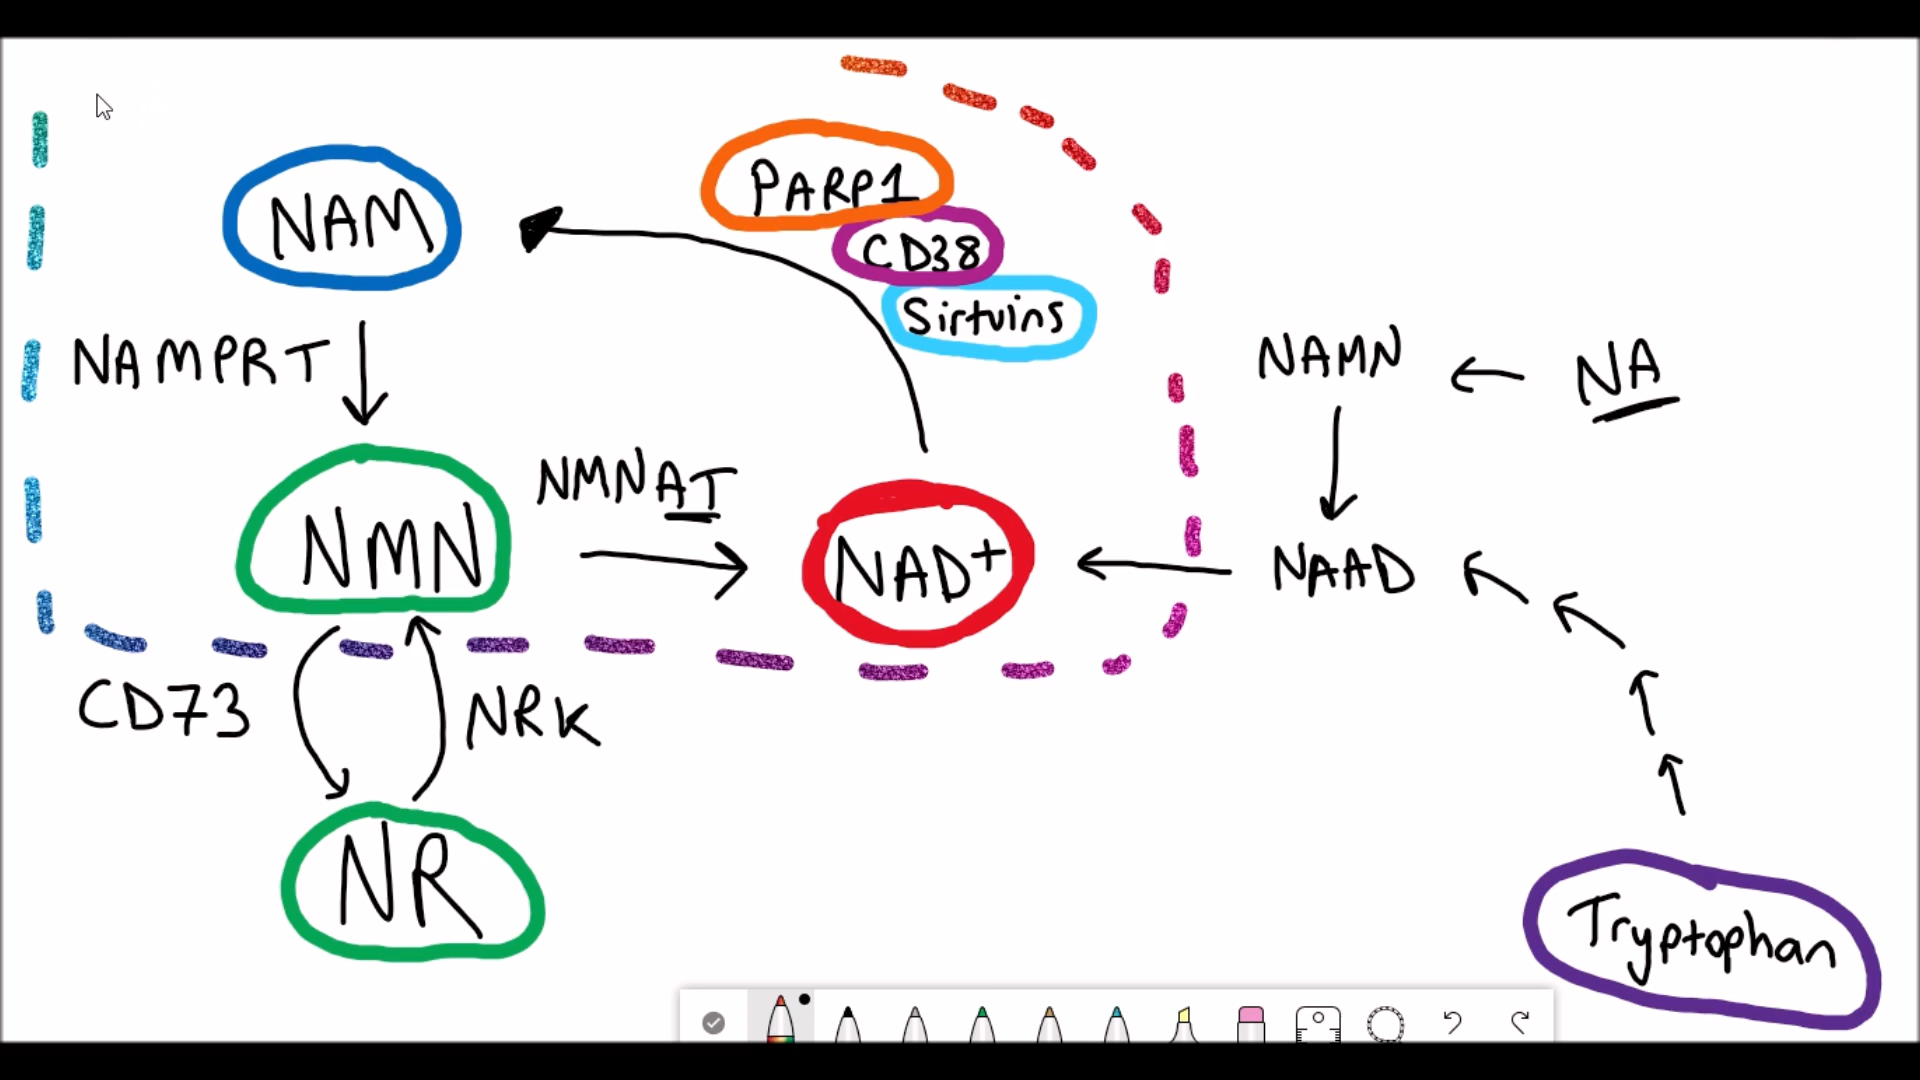 PARP1
NAM
CD38
Sirtuins
NAMPRT
NAMN
NA
NMNAT
NMN
NAD+
NAAD
CD73
NRK
NR
Tryptophan